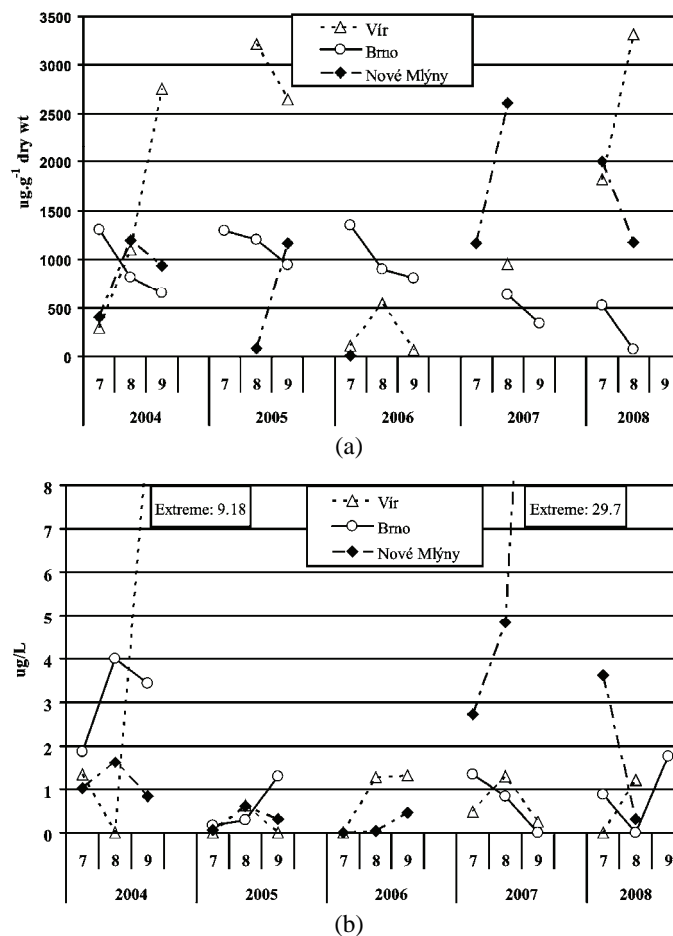 3500
3000
2500
2000
1500
1000
500
0
ug.g-1 dry wt
Vír
Brno
Nové Mlýny
7 8 9 7 8 9 7 8 9 7 8 9 7 8 9
2004 2005 2006 2007 2008
(a)
8
7
6
5
4
3
2
1
0
ug/L
Extreme: 9.18
Vír
Brno
Nové Mlýny
Extreme: 29.7
7 8 9 7 8 9 7 8 9 7 8 9 7 8 9
2004 2005 2006 2007 2008
(b)